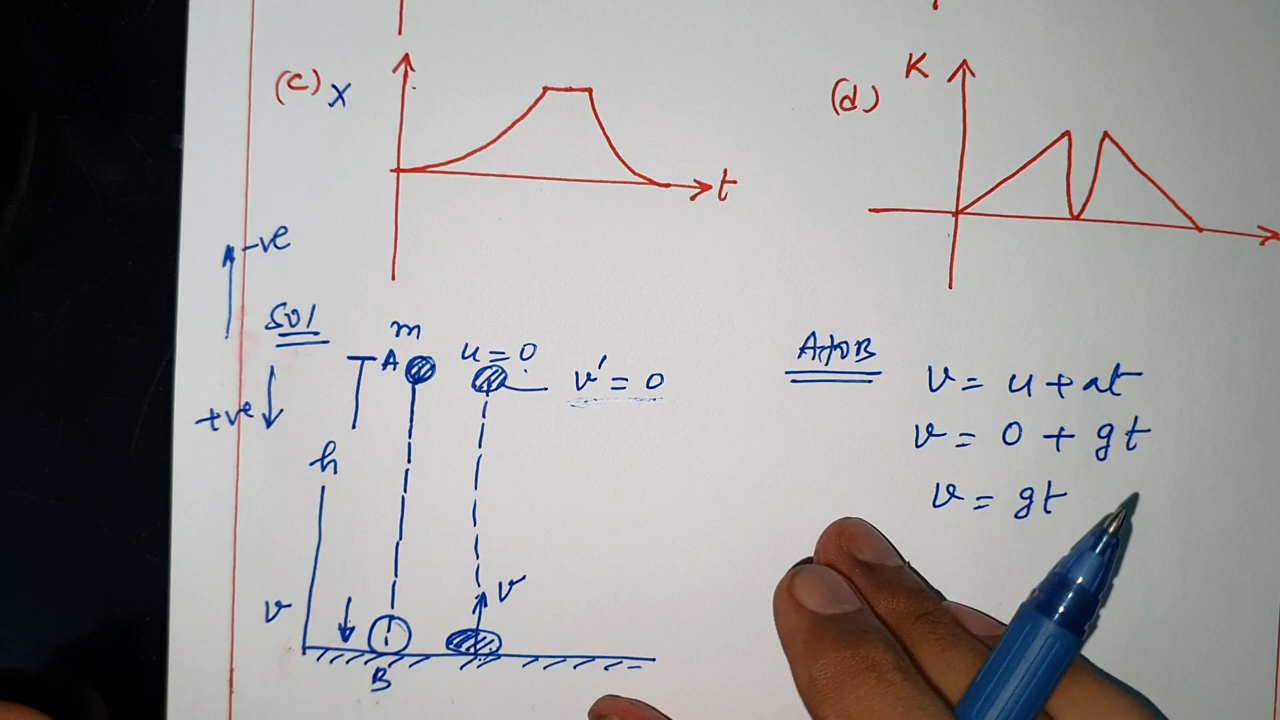 (c) X
t
(d) K
-ve
Sol
+ve
m
A
u = 0
v' = 0
h
v
v
B
A to B
v = u + at
v = 0 + gt
v = gt